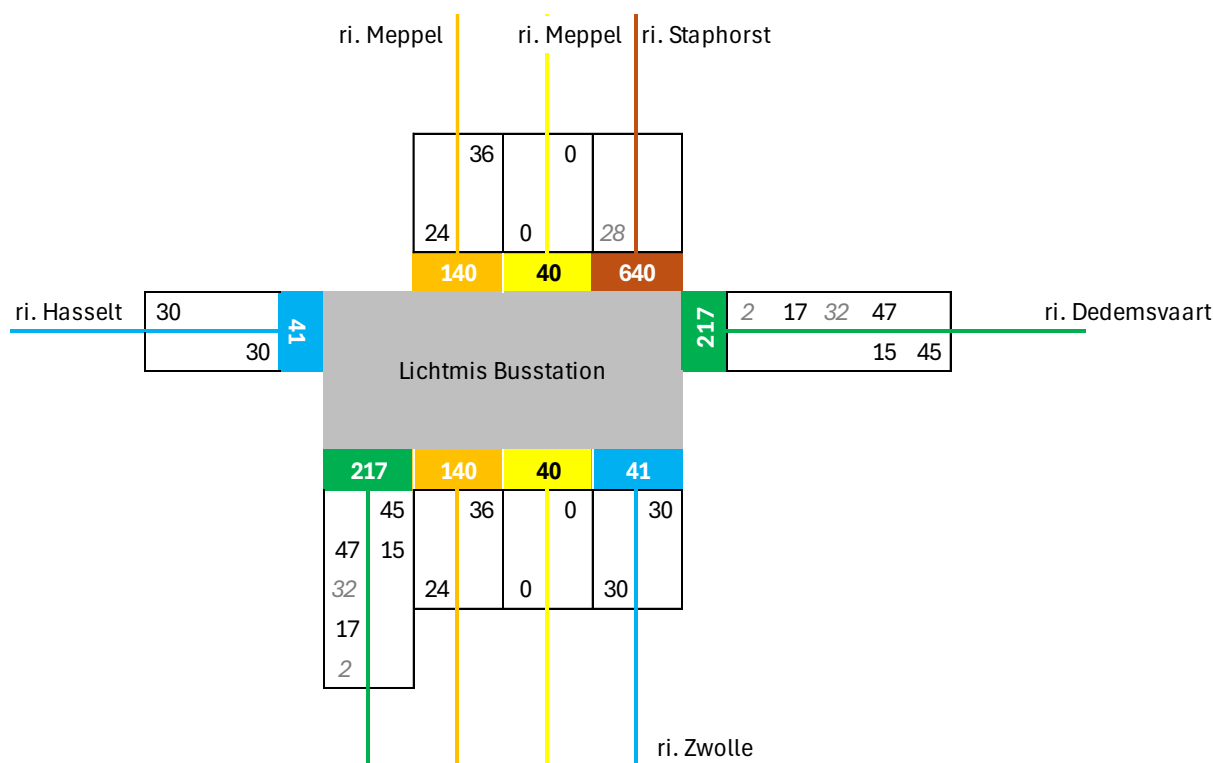 ri. Meppel ri. Meppel ri. Staphorst
36 0
24 0 28
140 40 640
ri. Hasselt 30 2 17 32 47 ri. Dedemsvaart
41 217
30 15 45
Lichtmis Busstation
217 140 40 41
45 36 0 30
47 15
32 24 0 30
17
2
ri. Zwolle